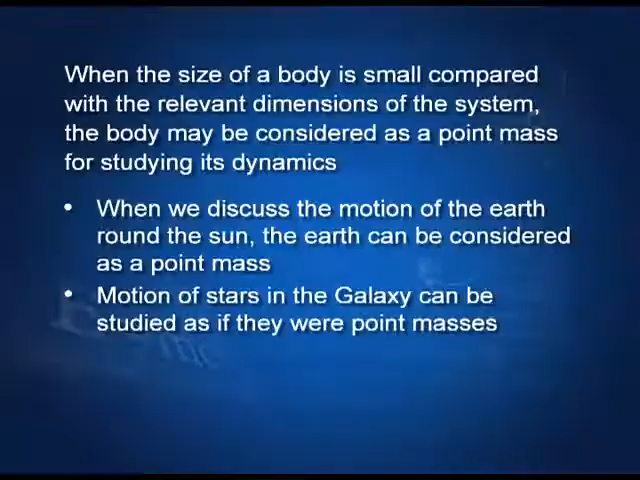 When the size of a body is small compared
with the relevant dimensions of the system,
the body may be considered as a point mass
for studying its dynamics
• When we discuss the motion of the earth
round the sun, the earth can be considered
as a point mass
• Motion of stars in the Galaxy can be
studied as if they were point masses